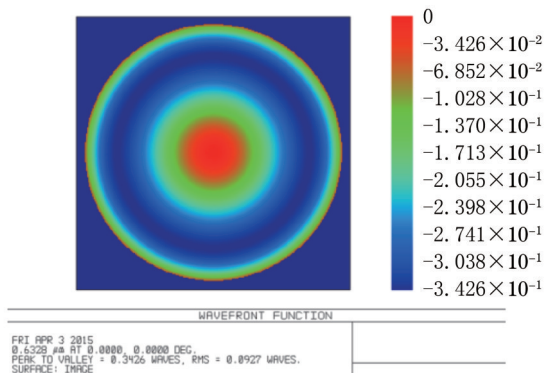 0
−3.426×10⁻²
−6.852×10⁻²
−1.028×10⁻¹
−1.370×10⁻¹
−1.713×10⁻¹
−2.055×10⁻¹
−2.398×10⁻¹
−2.741×10⁻¹
−3.038×10⁻¹
−3.426×10⁻¹
WAVEFRONT FUNCTION
FRI APR 3 2015
0.6328 µm AT 0.0000, 0.0000 DEG.
PEAK TO VALLEY = 0.3426 WAVES, RMS = 0.0927 WAVES.
SURFACE: IMAGE